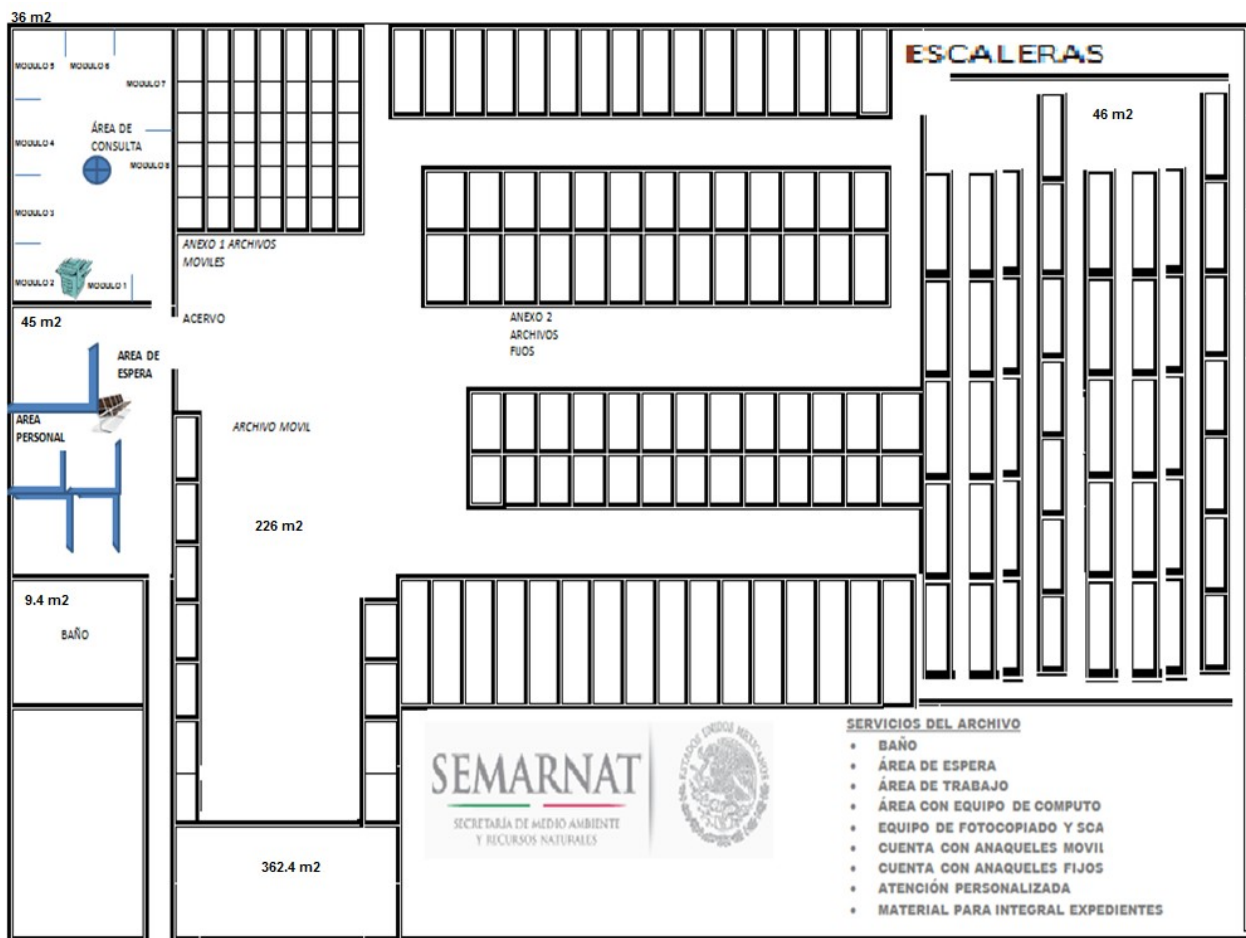 36 m2
MODULO 5
MODULO 6
MODULO 7
ÁREA DE
CONSULTA
MODULO 4
MODULO 8
MODULO 3
MODULO 2
MODULO 1
ANEXO 1 ARCHIVOS
MOVILES
ACERVO
45 m2
AREA DE
ESPERA
AREA
PERSONAL
ARCHIVO MOVIL
226 m2
9.4 m2
BAÑO
362.4 m2
ANEXO 2
ARCHIVOS
FIJOS
ESCALERAS
46 m2
SEMARNAT
SECRETARÍA DE MEDIO AMBIENTE
Y RECURSOS NATURALES
ESTADOS UNIDOS MEXICANOS
SERVICIOS DEL ARCHIVO
• BAÑO
• ÁREA DE ESPERA
• ÁREA DE TRABAJO
• ÁREA CON EQUIPO DE COMPUTO
• EQUIPO DE FOTOCOPIADO Y SCA
• CUENTA CON ANAQUELES MOVIL
• CUENTA CON ANAQUELES FIJOS
• ATENCIÓN PERSONALIZADA
• MATERIAL PARA INTEGRAL EXPEDIENTES